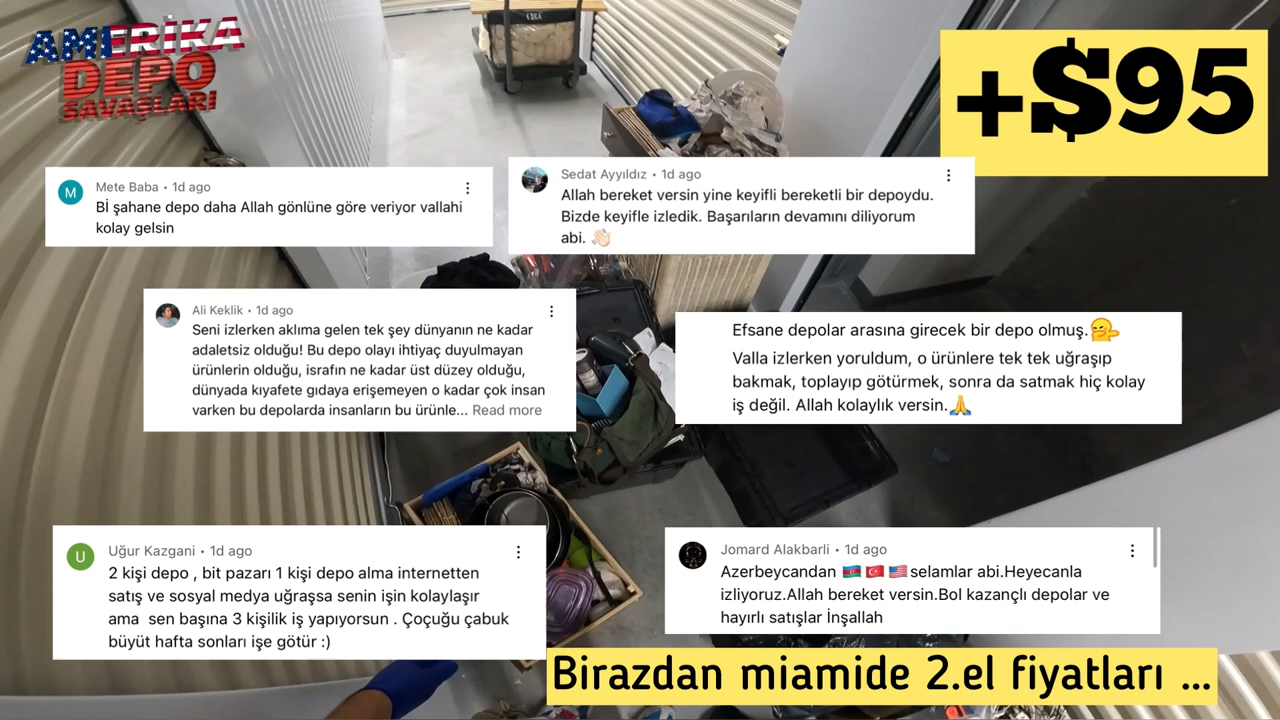 AMERİKA
DEPO
SAVAŞLARI
+$95
Mete Baba • 1d ago
Bİ şahane depo daha Allah gönlüne göre veriyor vallahi
kolay gelsin
Sedat Ayyıldız • 1d ago
Allah bereket versin yine keyifli bereketli bir depoydu.
Bizde keyifle izledik. Başarıların devamını diliyorum
abi. 👏🏻
Ali Keklik • 1d ago
Seni izlerken aklıma gelen tek şey dünyanın ne kadar
adaletsiz olduğu! Bu depo olayı ihtiyaç duyulmayan
ürünlerin olduğu, israfın ne kadar üst düzey olduğu,
dünyada kıyafete gıdaya erişemeyen o kadar çok insan
varken bu depolarda insanların bu ürünle... Read more
Efsane depolar arasına girecek bir depo olmuş.
Valla izlerken yoruldum, o ürünlere tek tek uğraşıp
bakmak, toplayıp götürmek, sonra da satmak hiç kolay
iş değil. Allah kolaylık versin.🙏
U
Uğur Kazgani • 1d ago
2 kişi depo , bit pazarı 1 kişi depo alma internetten
satış ve sosyal medya uğraşsa senin işin kolaylaşır
ama sen başına 3 kişilik iş yapıyorsun . Çoçuğu çabuk
büyüt hafta sonları işe götür :)
Jomard Alakbarli • 1d ago
Azerbeycandan 🇦🇿 🇹🇷 🇺🇸 selamlar abi.Heyecanla
izliyoruz.Allah bereket versin.Bol kazançlı depolar ve
hayırlı satışlar İnşallah
Birazdan miamide 2.el fiyatları ...